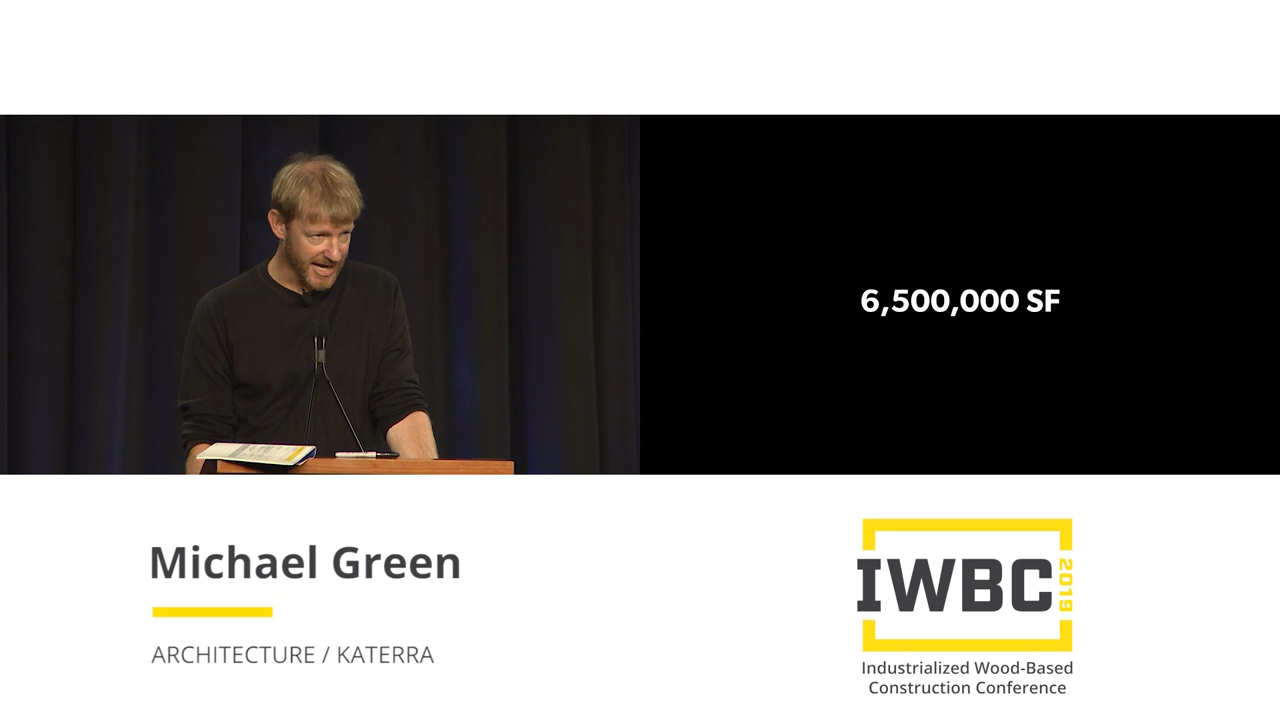 6,500,000 SF
Michael Green
ARCHITECTURE / KATERRA
IWBC 2019
Industrialized Wood-Based
Construction Conference